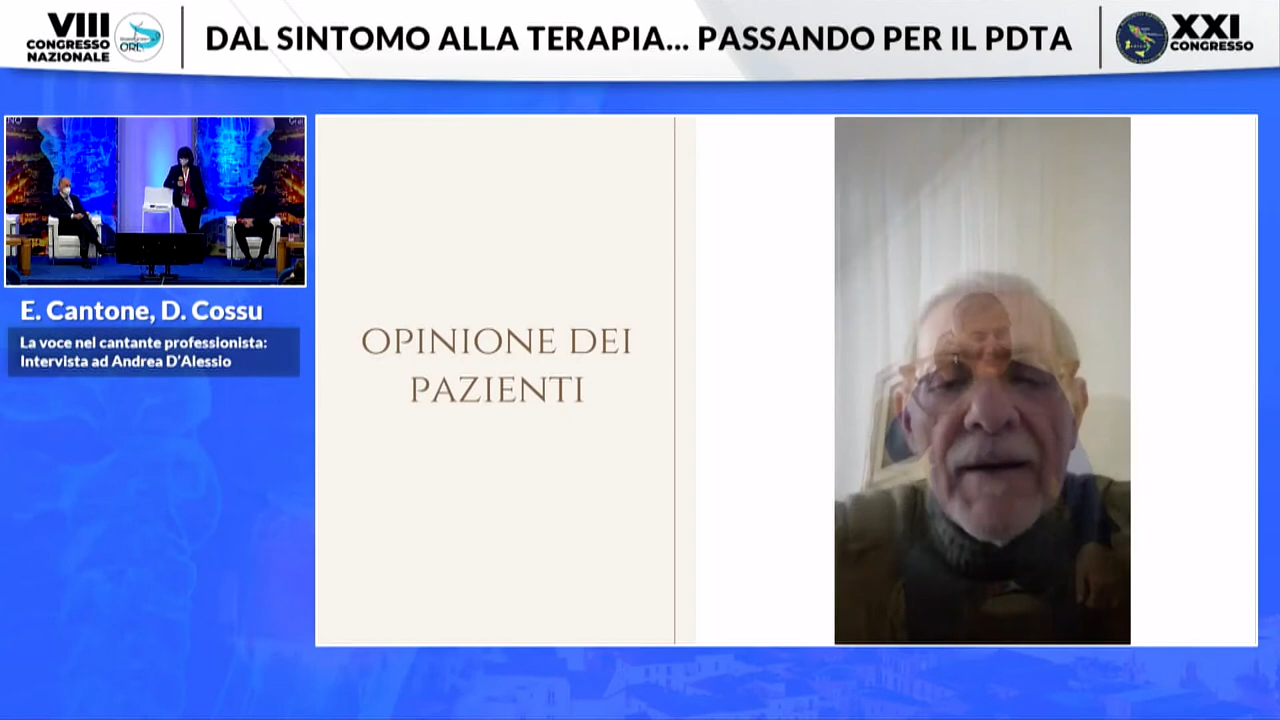 VIII
CONGRESSO
NAZIONALE
ORL
DAL SINTOMO ALLA TERAPIA... PASSANDO PER IL PDTA
XXI
CONGRESSO
E. Cantone, D. Cossu
La voce nel cantante professionista:
Intervista ad Andrea D'Alessio
OPINIONE DEI
PAZIENTI